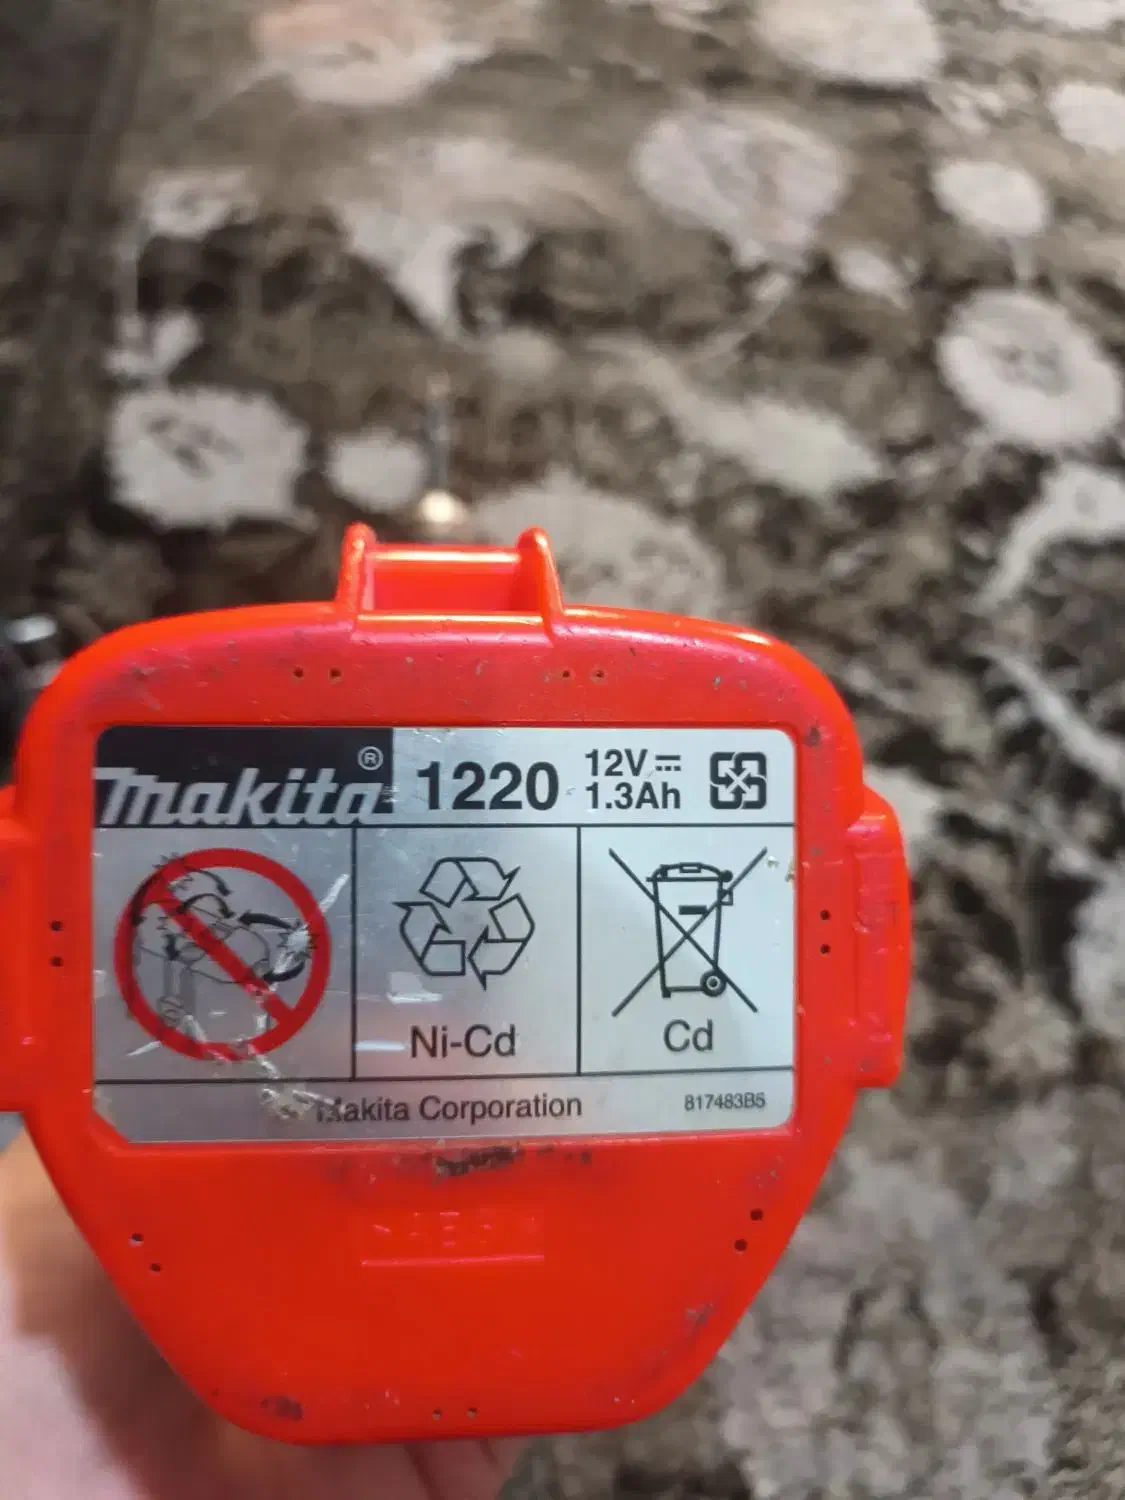 makita® 1220 12V
1.3Ah
Ni-Cd
Cd
Makita Corporation
817483B5